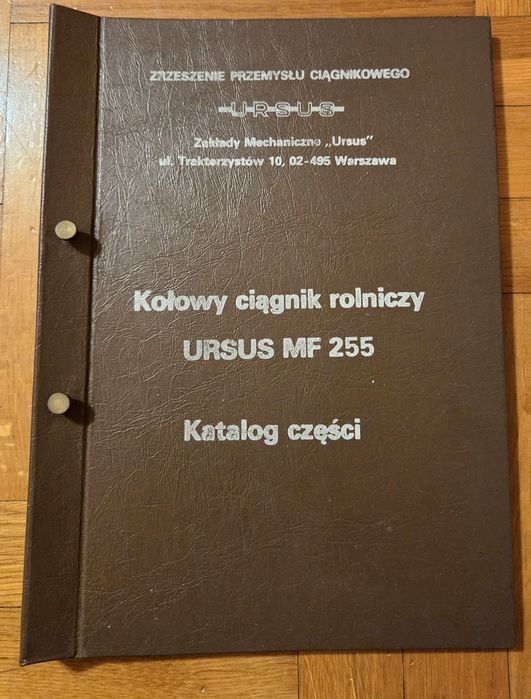 ZRZESZENIE PRZEMYSŁU CIĄGNIKOWEGO
URSUS
Zakłady Mechaniczne „Ursus"
ul. Traktorzystów 10, 02-495 Warszawa
Kołowy ciągnik rolniczy
URSUS MF 255
Katalog części